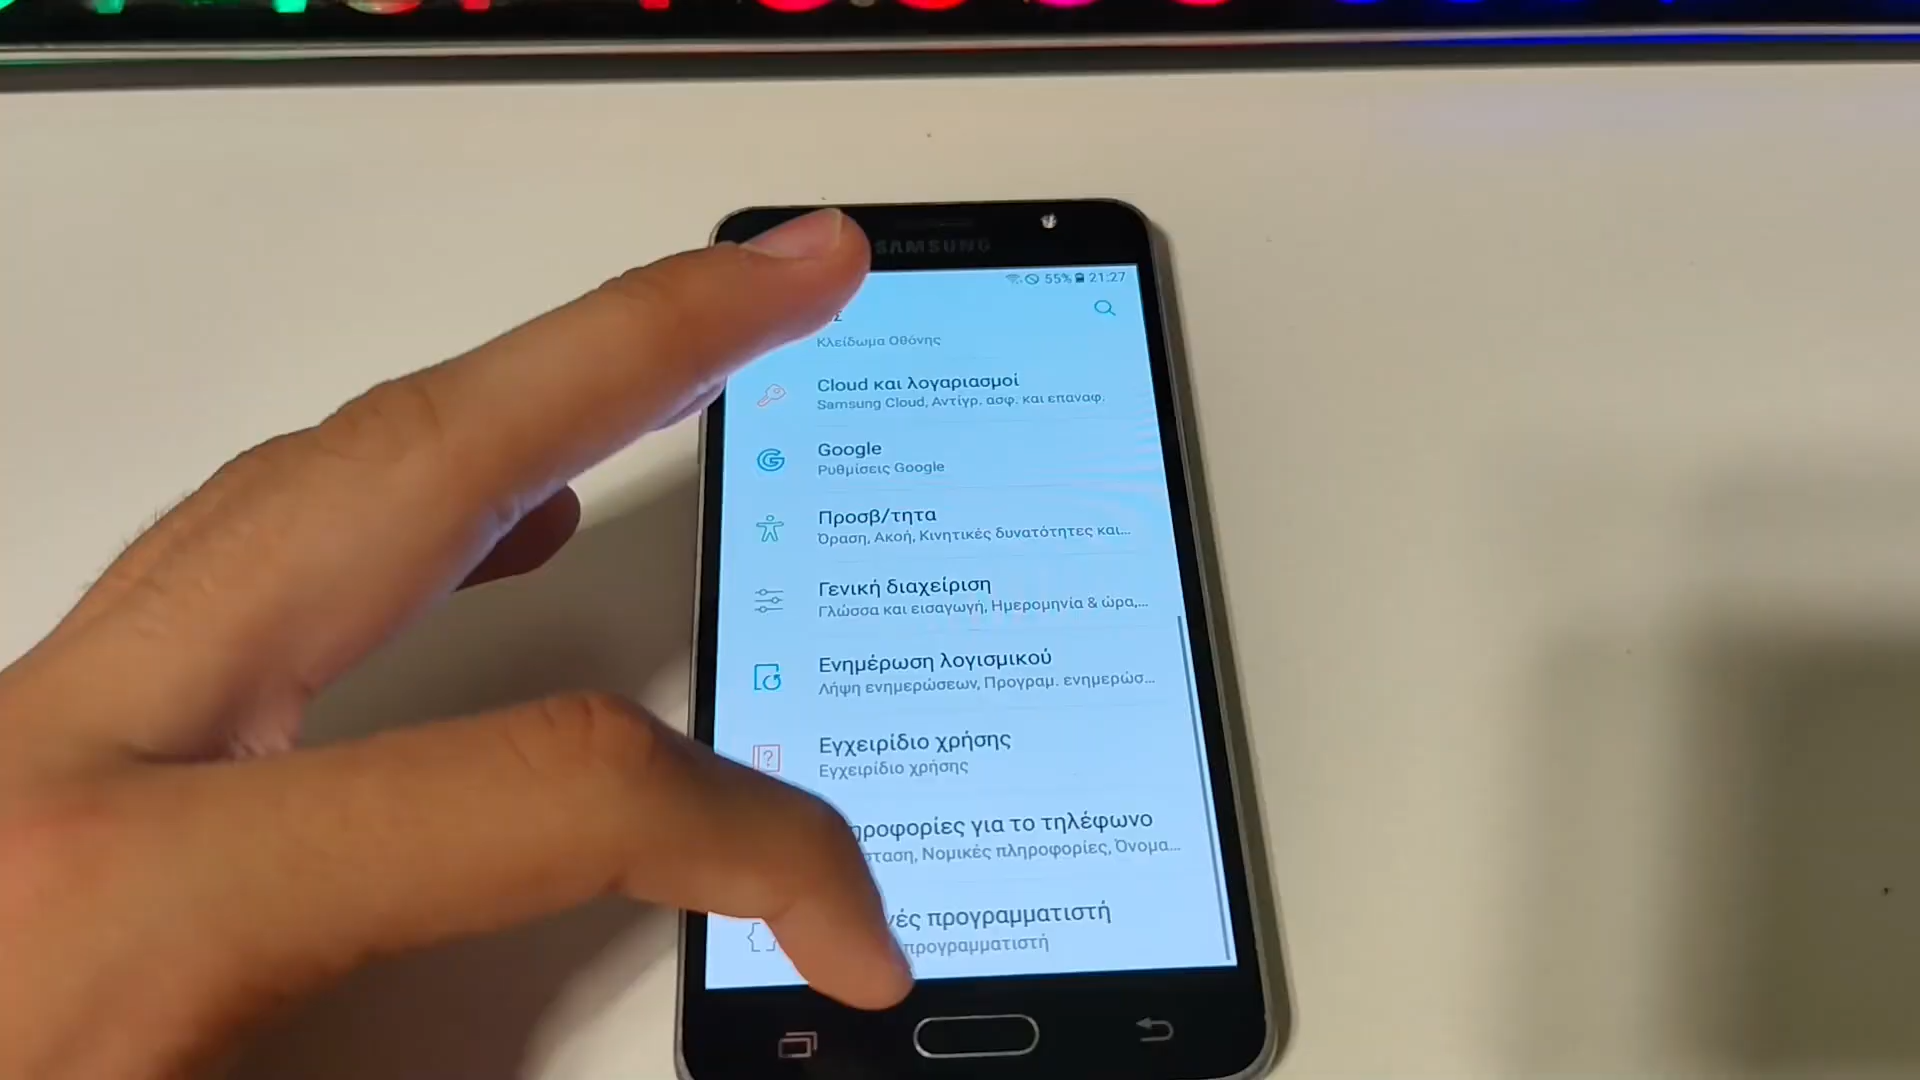 SAMSUNG
55% 21:27
Κλείδωμα Οθόνης
Cloud και λογαριασμοί
Samsung Cloud, Αντίγρ. ασφ. και επαναφ.
Google
Ρυθμίσεις Google
Προσβ/τητα
Όραση, Ακοή, Κινητικές δυνατότητες και...
Γενική διαχείριση
Γλώσσα και εισαγωγή, Ημερομηνία & ώρα,...
Ενημέρωση λογισμικού
Λήψη ενημερώσεων, Προγραμ. ενημερώσ...
Εγχειρίδιο χρήσης
Εγχειρίδιο χρήσης
ηροφορίες για το τηλέφωνο
σταση, Νομικές πληροφορίες, Όνομα...
γές προγραμματιστή
προγραμματιστή